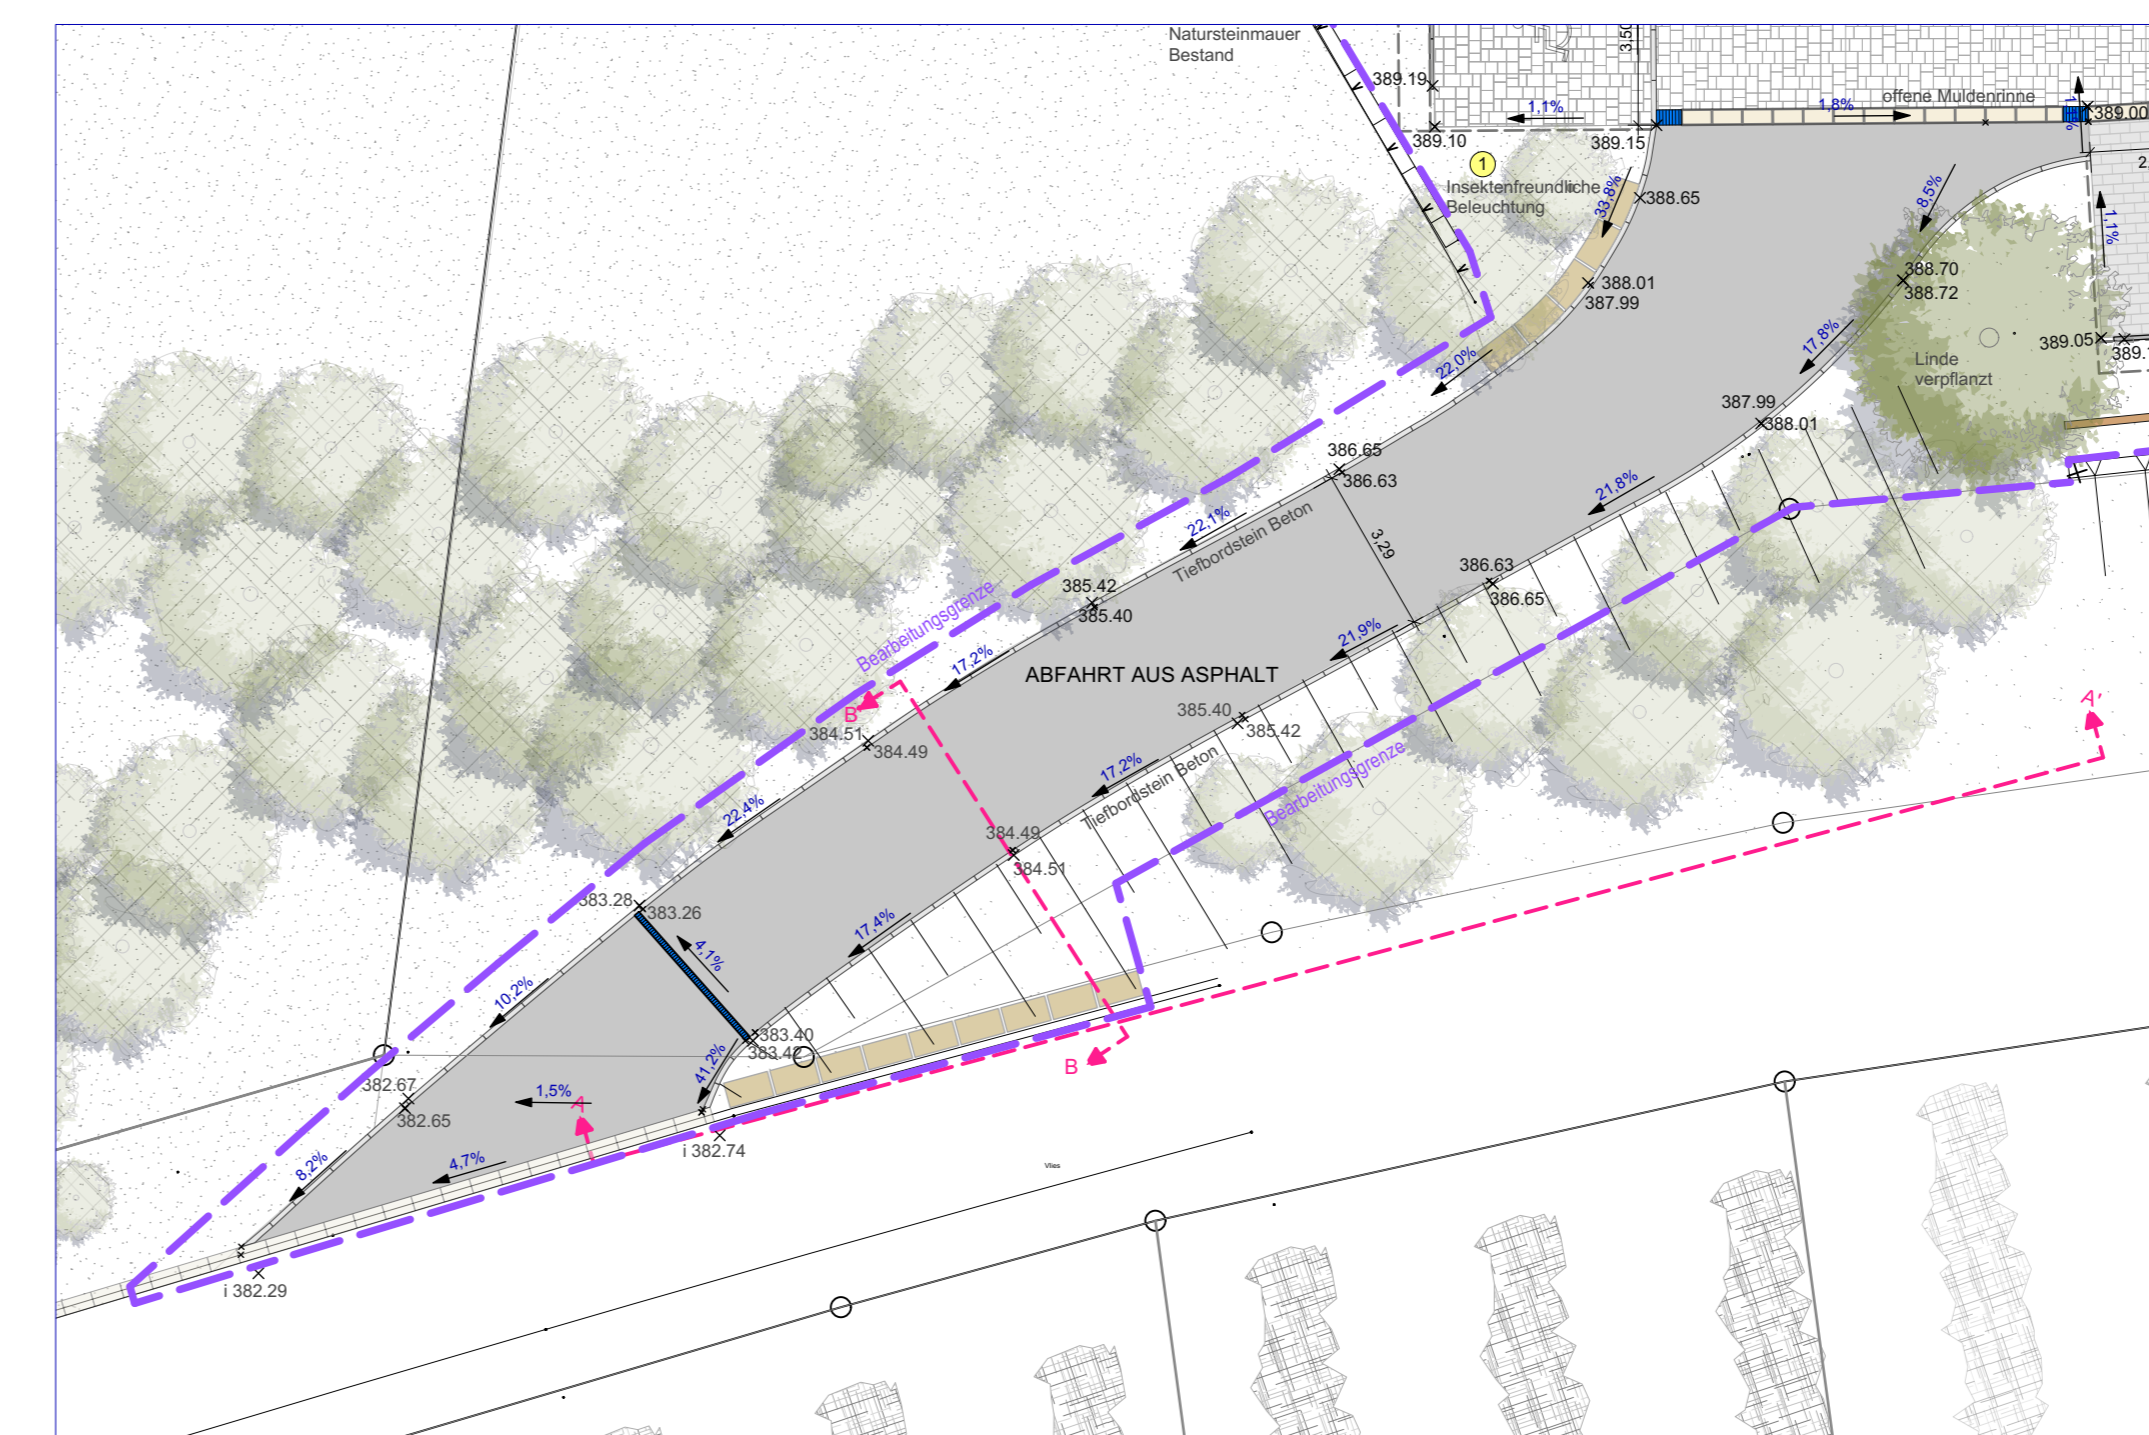 Natursteinmauer
Bestand
3,50
389.19
1,1%
389.10
389.15
1,8%
offene Muldenrinne
389.00
1
Insektenfreundliche
Beleuchtung
33,8%
388.65
8,5%
1,1%
388.01
387.99
388.70
388.72
22,0%
17,8%
389.05
Linde
verpflanzt
387.99
388.01
386.65
386.63
21,8%
22,1%
Tiefbordstein Beton
3,29
386.63
386.65
385.42
385.40
Bearbeitungsgrenze
17,2%
21,9%
ABFAHRT AUS ASPHALT
B'
384.51
384.49
385.40
385.42
A'
17,2%
Tiefbordstein Beton
Bearbeitungsgrenze
22,4%
384.49
384.51
383.28
383.26
17,4%
4,1%
10,2%
383.40
383.42
41,2%
382.67
382.65
1,5%
A
B
i 382.74
4,7%
8,2%
Vlies
i 382.29